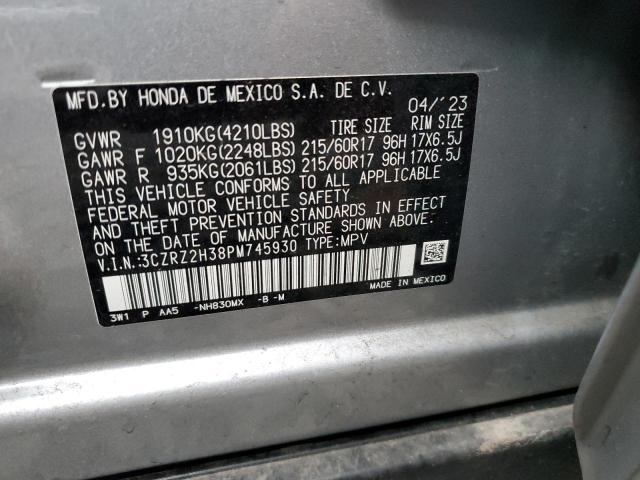 MFD. BY HONDA DE MEXICO S.A. DE C.V.
04/'23
TIRE SIZE RIM SIZE
GVWR 1910KG(4210LBS)
GAWR F 1020KG(2248LBS) 215/60R17 96H 17X6.5J
GAWR R 935KG(2061LBS) 215/60R17 96H 17X6.5J
THIS VEHICLE CONFORMS TO ALL APPLICABLE
FEDERAL MOTOR VEHICLE SAFETY
AND THEFT PREVENTION STANDARDS IN EFFECT
ON THE DATE OF MANUFACTURE SHOWN ABOVE.
V.I.N.:3CZRZ2H38PM745930 TYPE:MPV
MADE IN MEXICO
3W1 P AA5 -NH830MX -B -M